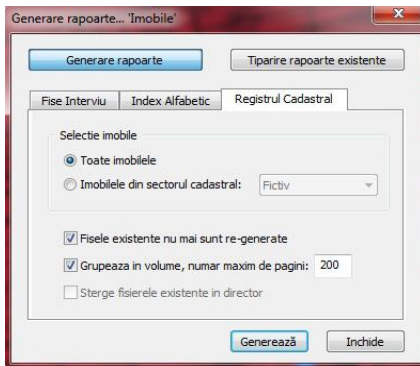 Generare rapoarte... 'Imobile'
Generare rapoarte
Tiparire rapoarte existente
Fise Interviu
Index Alfabetic
Registrul Cadastral
Selectie imobile
Toate imobilele
Imobilele din sectorul cadastral:
Fictiv
Fisele existente nu mai sunt re-generate
Grupeaza in volume, numar maxim de pagini: 200
Sterge fisierele existente in director
Generează
Inchide